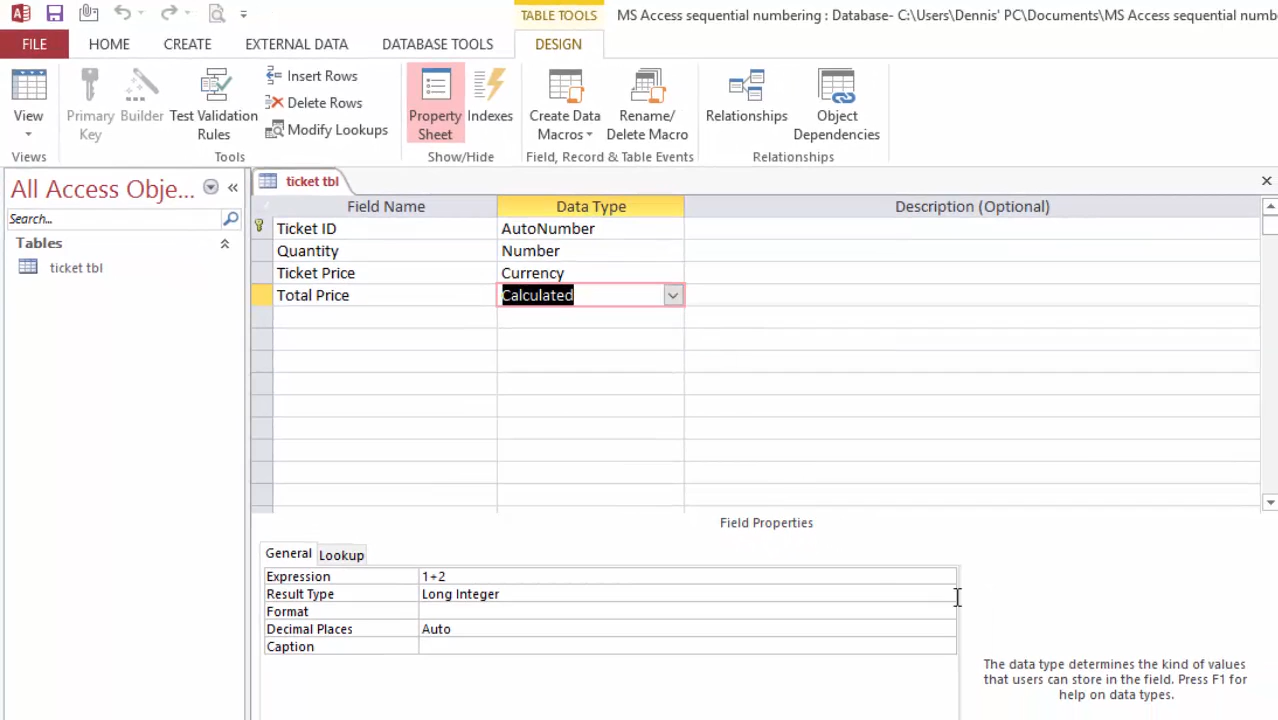 TABLE TOOLS
MS Access sequential numbering : Database- C:\Users\Dennis' PC\Documents\MS Access sequential numb
FILE HOME CREATE EXTERNAL DATA DATABASE TOOLS DESIGN
View
Views
Primary Key
Builder
Test Validation Rules
Insert Rows
Delete Rows
Modify Lookups
Tools
Property Sheet
Indexes
Show/Hide
Create Data Macros
Rename/ Delete Macro
Field, Record & Table Events
Relationships
Object Dependencies
Relationships
All Access Obje...
Search...
Tables
ticket tbl
ticket tbl
Field Name Data Type Description (Optional)
Ticket ID AutoNumber
Quantity Number
Ticket Price Currency
Total Price Calculated
Field Properties
General Lookup
Expression 1+2
Result Type Long Integer
Format
Decimal Places Auto
Caption
The data type determines the kind of values
that users can store in the field. Press F1 for
help on data types.